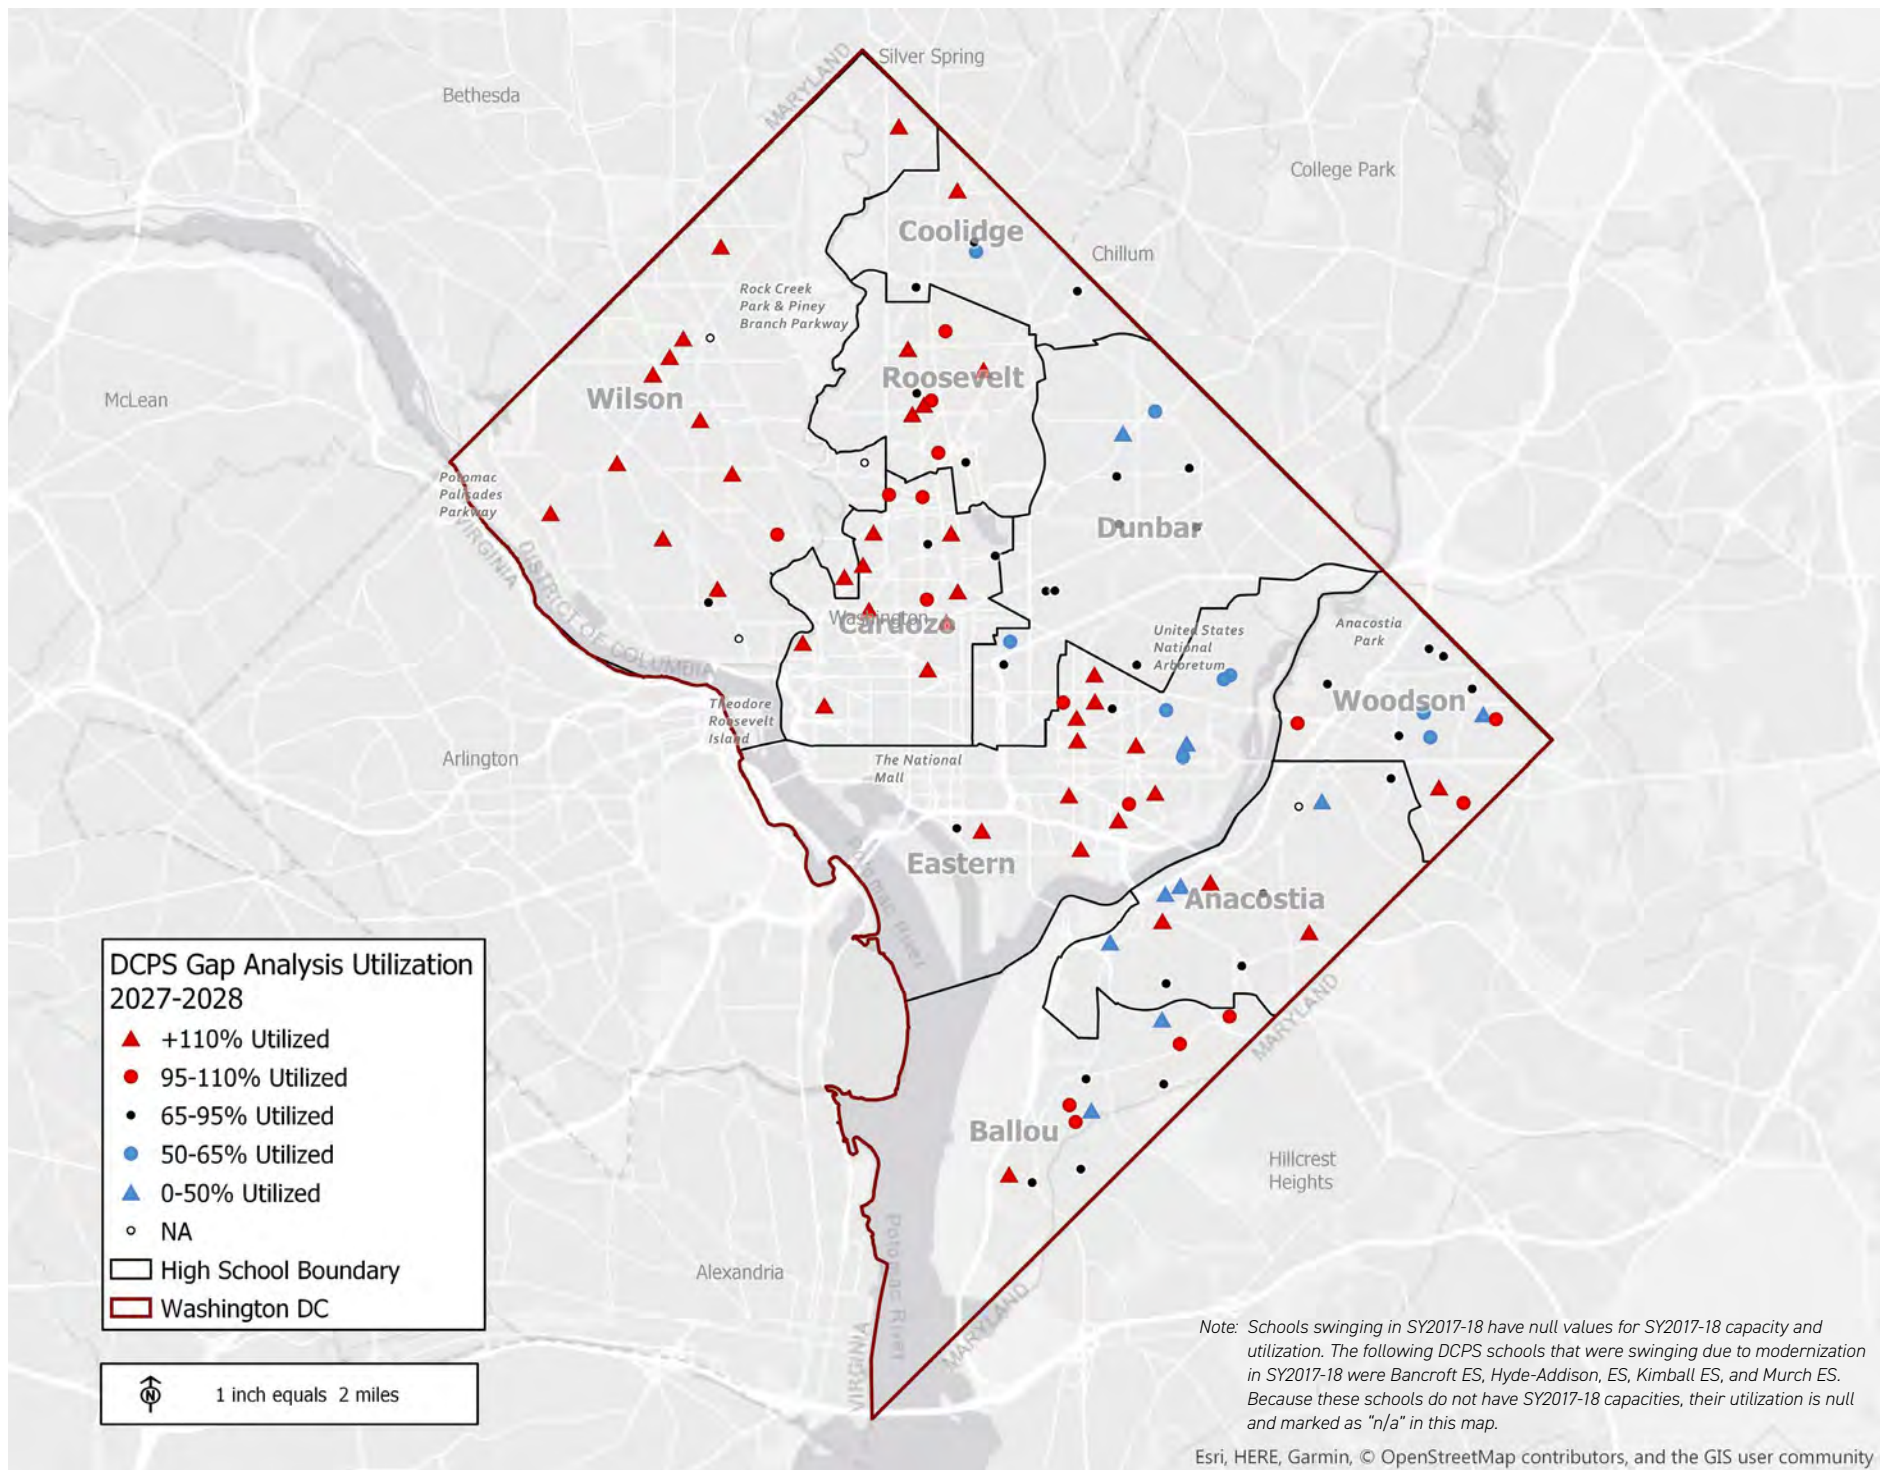 Silver Spring
MARYLAND
Bethesda
College Park
Coolidge
Chillum
Rock Creek
Park & Piney
Branch Parkway
McLean
Wilson
Roosevelt
Potomac
Palisades
Parkway
VIRGINIA
DISTRICT OF COLUMBIA
Dunbar
Washington
Cardozo
United States
National
Arboretum
Anacostia
Park
Woodson
Theodore
Roosevelt
Island
Arlington
The National
Mall
Eastern
Anacostia
Potomac River
MARYLAND
Ballou
Hillcrest
Heights
Alexandria
Potomac River
VIRGINIA
MARYLAND
DCPS Gap Analysis Utilization
2027-2028
+110% Utilized
95-110% Utilized
65-95% Utilized
50-65% Utilized
0-50% Utilized
NA
High School Boundary
Washington DC
N
1 inch equals 2 miles
Note: Schools swinging in SY2017-18 have null values for SY2017-18 capacity and
utilization. The following DCPS schools that were swinging due to modernization
in SY2017-18 were Bancroft ES, Hyde-Addison, ES, Kimball ES, and Murch ES.
Because these schools do not have SY2017-18 capacities, their utilization is null
and marked as "n/a" in this map.
Esri, HERE, Garmin, © OpenStreetMap contributors, and the GIS user community